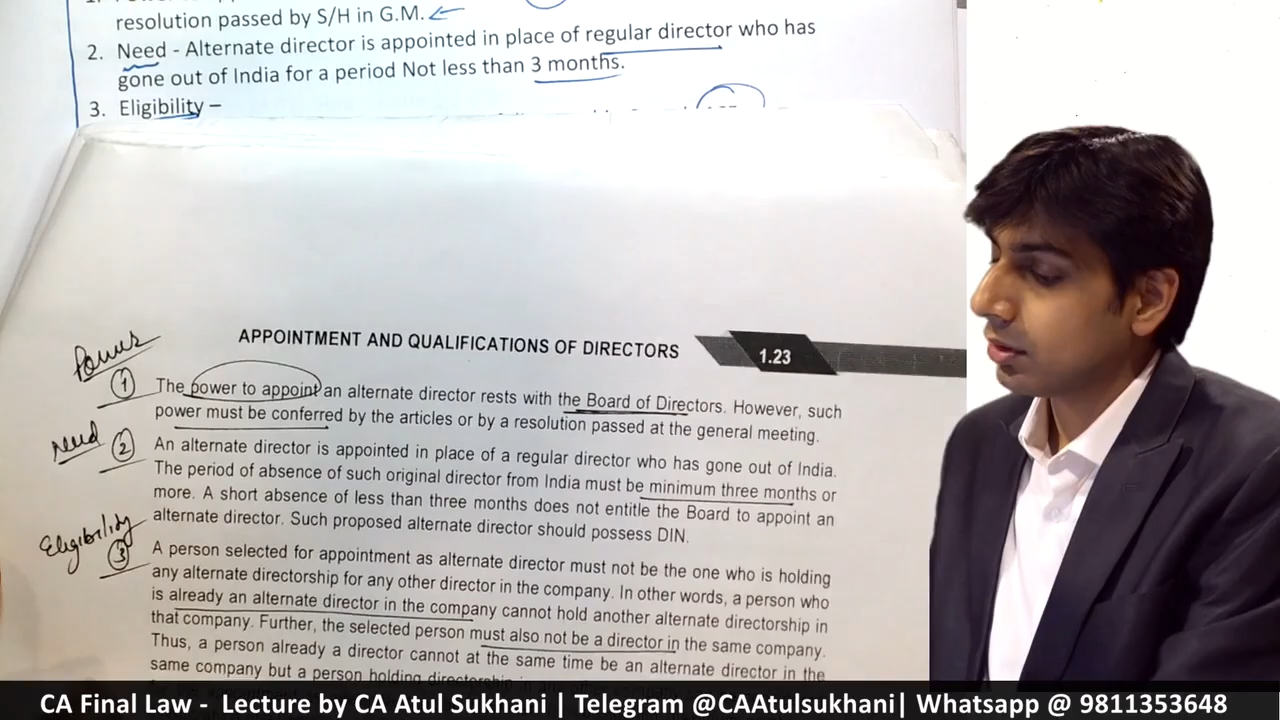 resolution passed by S/H in G.M.
2. Need - Alternate director is appointed in place of regular director who has
gone out of India for a period Not less than 3 months.
3. Eligibility –
APPOINTMENT AND QUALIFICATIONS OF DIRECTORS
1.23
Power
1 The power to appoint an alternate director rests with the Board of Directors. However, such
power must be conferred by the articles or by a resolution passed at the general meeting.
Need
2 An alternate director is appointed in place of a regular director who has gone out of India.
The period of absence of such original director from India must be minimum three months or
more. A short absence of less than three months does not entitle the Board to appoint an
alternate director. Such proposed alternate director should possess DIN.
Eligibility
3 A person selected for appointment as alternate director must not be the one who is holding
any alternate directorship for any other director in the company. In other words, a person who
is already an alternate director in the company cannot hold another alternate directorship in
that company. Further, the selected person must also not be a director in the same company.
Thus, a person already a director cannot at the same time be an alternate director in the
same company but a person holding directorship in
CA Final Law - Lecture by CA Atul Sukhani | Telegram @CAAtulsukhani| Whatsapp @ 9811353648